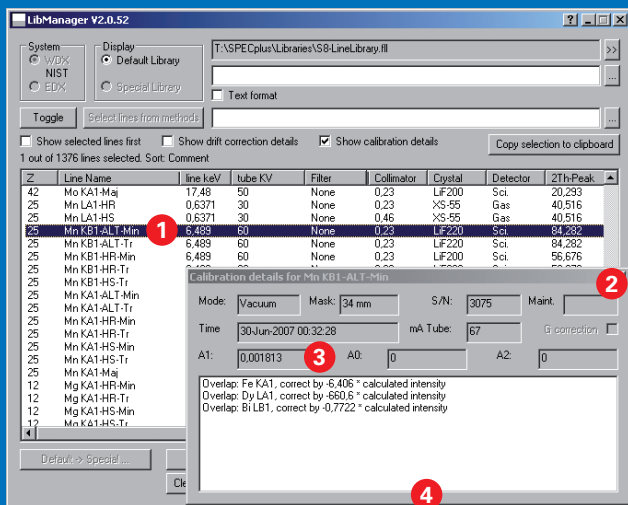 LibManager V2.0.52
System
WDX
NIST
EDX
Display
Default Library
Special Library
T:\SPECplus\Libraries\S8-LineLibrary.fll
>>
...
Text format
Toggle
Select lines from methods
...
Show selected lines first
Show drift correction details
Show calibration details
Copy selection to clipboard
1 out of 1376 lines selected. Sort: Comment
Z Line Name line keV tube KV Filter Collimator Crystal Detector 2Th-Peak
42 Mo KA1-Maj 17,48 50 None 0,23 LiF200 Sci. 20,293
25 Mn LA1-HR 0,6371 30 None 0,23 XS-55 Gas 40,516
25 Mn LA1-HS 0,6371 30 None 0,46 XS-55 Gas 40,516
25 Mn KB1-ALT-Min 6,489 60 None 0,23 LiF220 Sci. 84,282
25 Mn KB1-ALT-Tr 6,489 60 None 0,23 LiF220 Sci. 84,282
25 Mn KB1-HR-Min 6,489 60 None 0,23 LiF200 Sci. 56,676
25 Mn KB1-HR-Tr
25 Mn KB1-HS-Tr
25 Mn KA1-ALT-Min
25 Mn KA1-ALT-Tr
25 Mn KA1-HR-Min
25 Mn KA1-HR-Tr
25 Mn KA1-HS-Min
25 Mn KA1-HS-Tr
12 Mg KA1-HR-Min
12 Mg KA1-HR-Tr
12 Mg KA1-HS-Min
12 Mg KA1-HS-Tr
1
Calibration details for Mn KB1-ALT-Min
2
Mode: Vacuum Mask: 34 mm S/N: 3075 Maint.
Time 30-Jun-2007 00:32:28 mA Tube: 67 G correction
A1: 0,001813 3 A0: 0 A2: 0
Overlap: Fe KA1, correct by -6,406 * calculated intensity
Overlap: Dy LA1, correct by -660,6 * calculated intensity
Overlap: Bi LB1, correct by -0,7722 * calculated intensity
Default -> Special ...
Cle
4